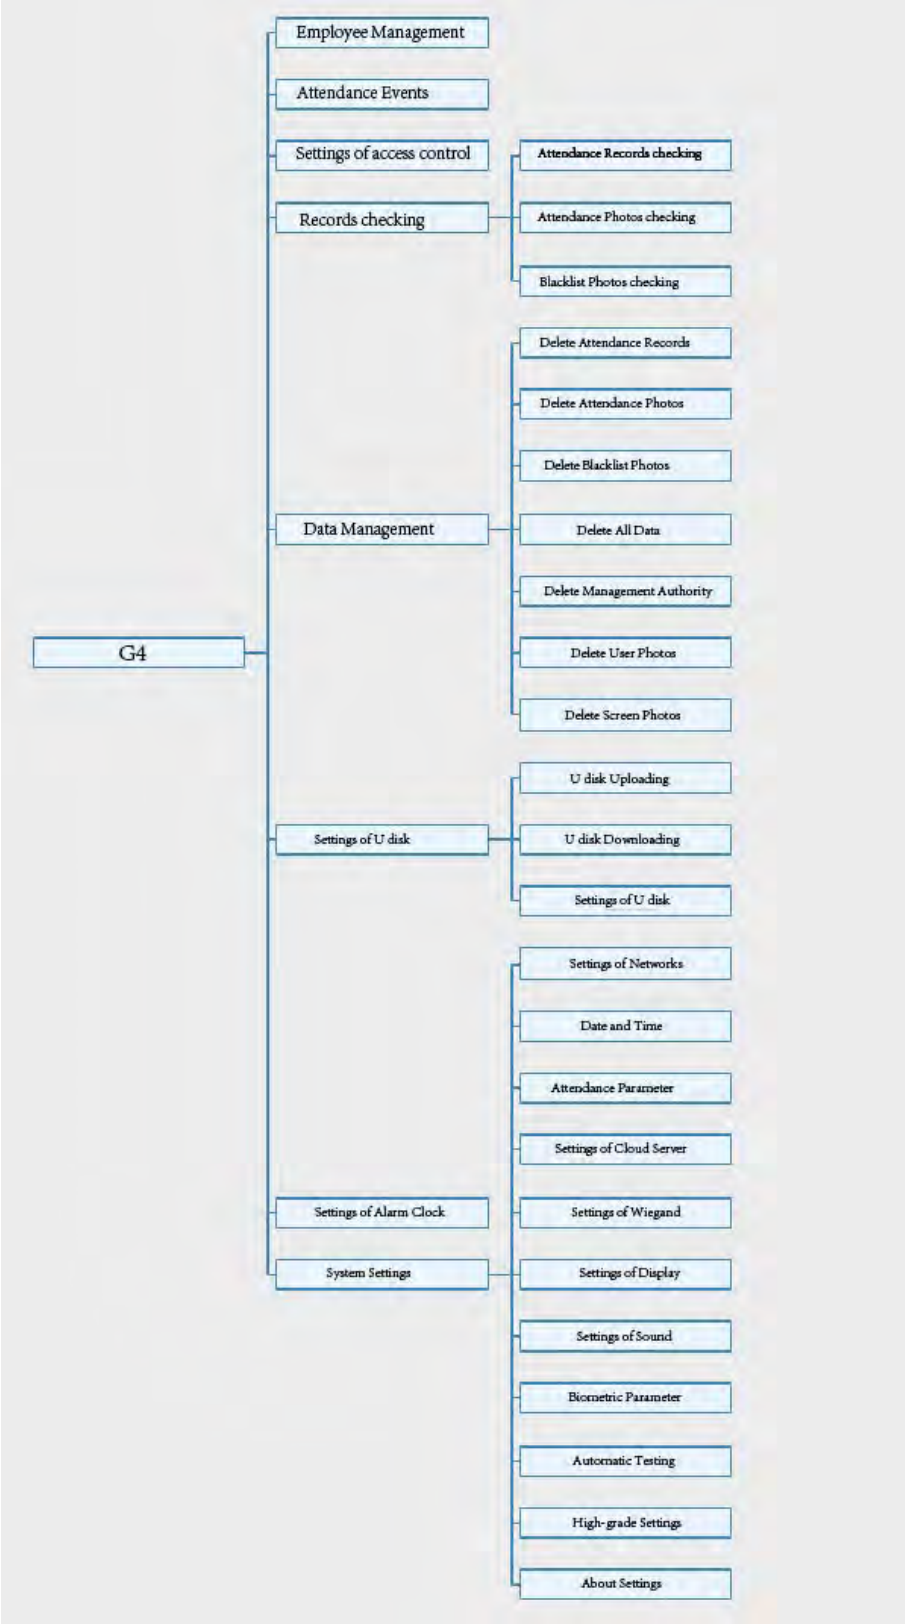 Employee Management
Attendance Events
Settings of access control
Attendance Records checking
Records checking
Attendance Photos checking
Blacklist Photos checking
Delete Attendance Records
Delete Attendance Photos
Delete Blacklist Photos
Data Management
Delete All Data
Delete Management Authority
G4
Delete User Photos
Delete Screen Photos
U disk Uploading
Settings of U disk
U disk Downloading
Settings of U disk
Settings of Networks
Date and Time
Attendance Parameter
Settings of Cloud Server
Settings of Alarm Clock
Settings of Wiegand
System Settings
Settings of Display
Settings of Sound
Biometric Parameter
Automatic Testing
High-grade Settings
About Settings